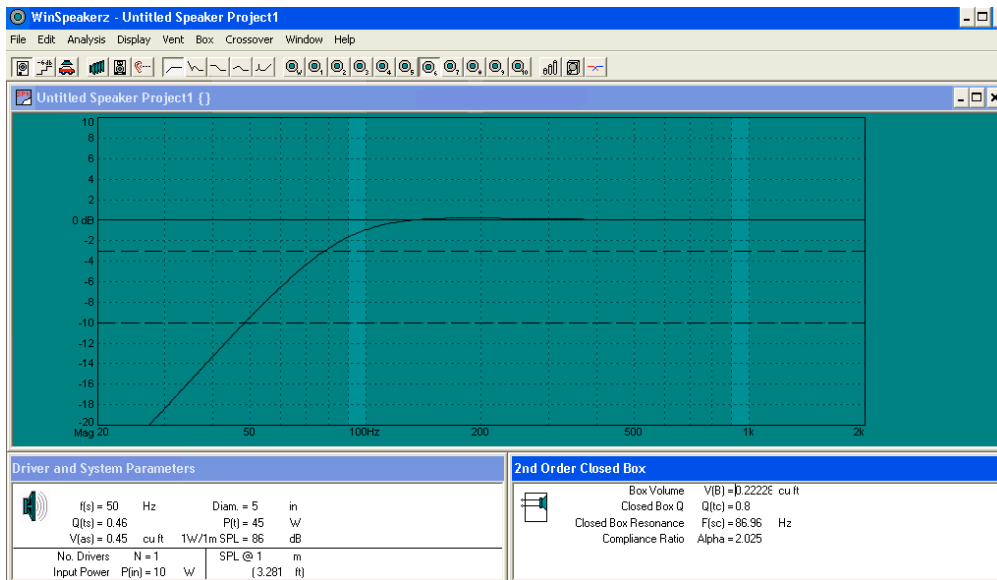 WinSpeakerz - Untitled Speaker Project1
File Edit Analysis Display Vent Box Crossover Window Help
Untitled Speaker Project1 {}
10
8
6
4
2
0 dB
-2
-4
-6
-8
-10
-12
-14
-16
-18
-20
Mag 20 50 100Hz 200 500 1k 2k
Driver and System Parameters
f(s) = 50 Hz Diam. = 5 in
Q(ts) = 0.46 P(t) = 45 W
V(as) = 0.45 cu ft 1W/1m SPL = 86 dB
No. Drivers N = 1 SPL @ 1 m
Input Power P(in) = 10 W (3.281 ft)
2nd Order Closed Box
Box Volume V(B) = 0.22226 cu ft
Closed Box Q Q(tc) = 0.8
Closed Box Resonance F(sc) = 86.96 Hz
Compliance Ratio Alpha = 2.025